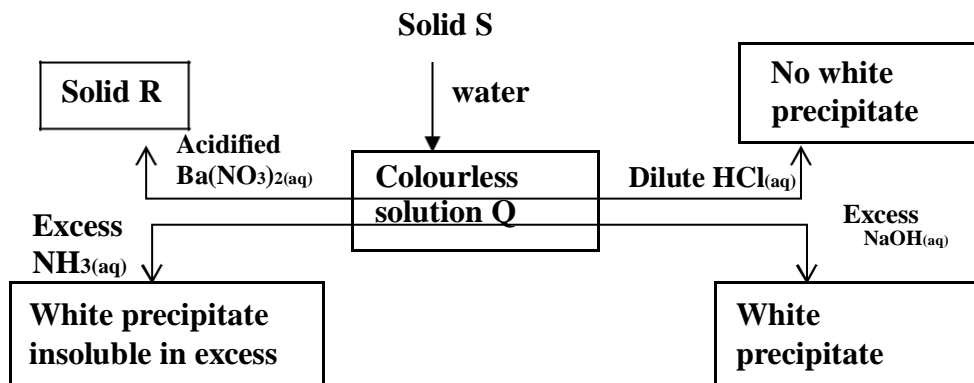 Solid S
Solid R
water
No white
precipitate
Acidified
Ba(NO₃)₂(aq)
Colourless
solution Q
Dilute HCl(aq)
Excess
NH₃(aq)
Excess
NaOH(aq)
White precipitate
insoluble in excess
White
precipitate